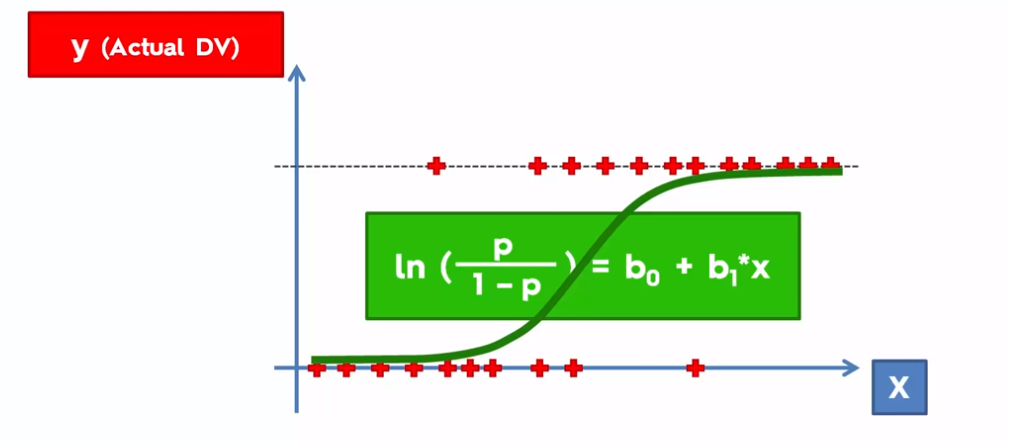 y (Actual DV)
ln (p/1 - p) = b₀ + b₁*x
X